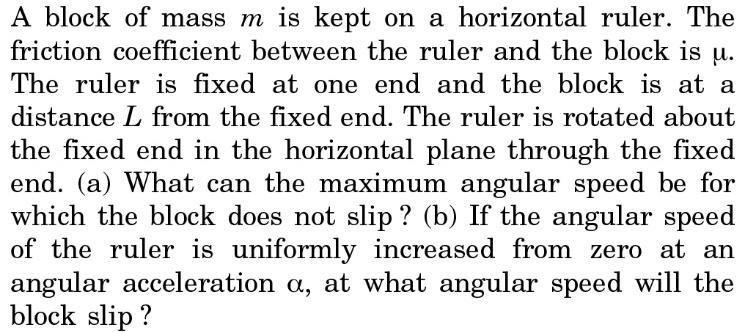 A block of mass m is kept on a horizontal ruler. The
friction coefficient between the ruler and the block is μ.
The ruler is fixed at one end and the block is at a
distance L from the fixed end. The ruler is rotated about
the fixed end in the horizontal plane through the fixed
end. (a) What can the maximum angular speed be for
which the block does not slip ? (b) If the angular speed
of the ruler is uniformly increased from zero at an
angular acceleration α, at what angular speed will the
block slip ?